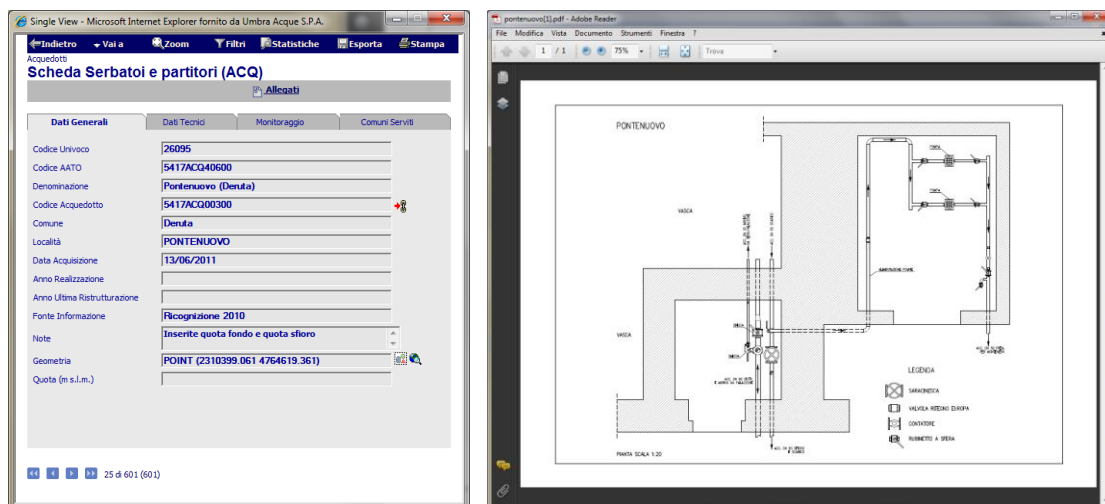 Single View - Microsoft Internet Explorer fornito da Umbra Acque S.P.A.
Indietro Vai a Zoom Filtri Statistiche Esporta Stampa
Acquedotti
Scheda Serbatoi e partitori (ACQ)
Allegati
Dati Generali Dati Tecnici Monitoraggio Comuni Serviti
Codice Univoco 26095
Codice AATO 5417ACQ40600
Denominazione Pontenuovo (Deruta)
Codice Acquedotto 5417ACQ00300
Comune Deruta
Località PONTENUOVO
Data Acquisizione 13/06/2011
Anno Realizzazione
Anno Ultima Ristrutturazione
Fonte Informazione Ricognizione 2010
Note Inserite quota fondo e quota sfioro
Geometria POINT (2310399.061 4764619.361)
Quota (m s.l.m.)
25 di 601 (601)
pontenuovo[1].pdf - Adobe Reader
File Modifica Vista Documento Strumenti Finestra ?
1 / 1 75% Trova
PONTENUOVO
VASCA
VASCA
ALIMENTAZIONE POMPE
LEGENDA
SARACINESCA
VALVOLA RITEGNO EUROPA
CONTATORE
RUBINETTO A SFERA
PIANTA SCALA 1:20